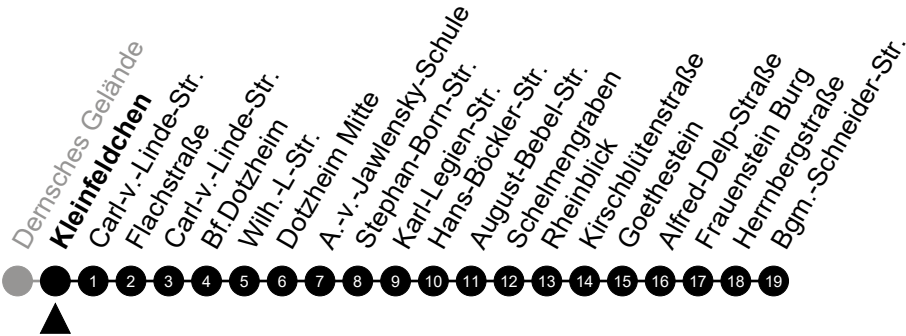 Dernsches Gelände
Kleinfeldchen
Carl-v.-Linde-Str.
Flachstraße
Carl-v.-Linde-Str.
Bf.Dotzheim
Wilh.-L-Str.
Dotzheim Mitte
A.-v.-Jawlensky-Schule
Stephan-Born-Str.
Karl-Legien-Str.
Hans-Böckler-Str.
August-Bebel-Str.
Schelmengraben
Rheinblick
Kirschblütenstraße
Goethestein
Alfred-Delp-Straße
Frauenstein Burg
Herrnbergstraße
Bgm.-Schneider-Str.
1 2 3 4 5 6 7 8 9 10 11 12 13 14 15 16 17 18 19